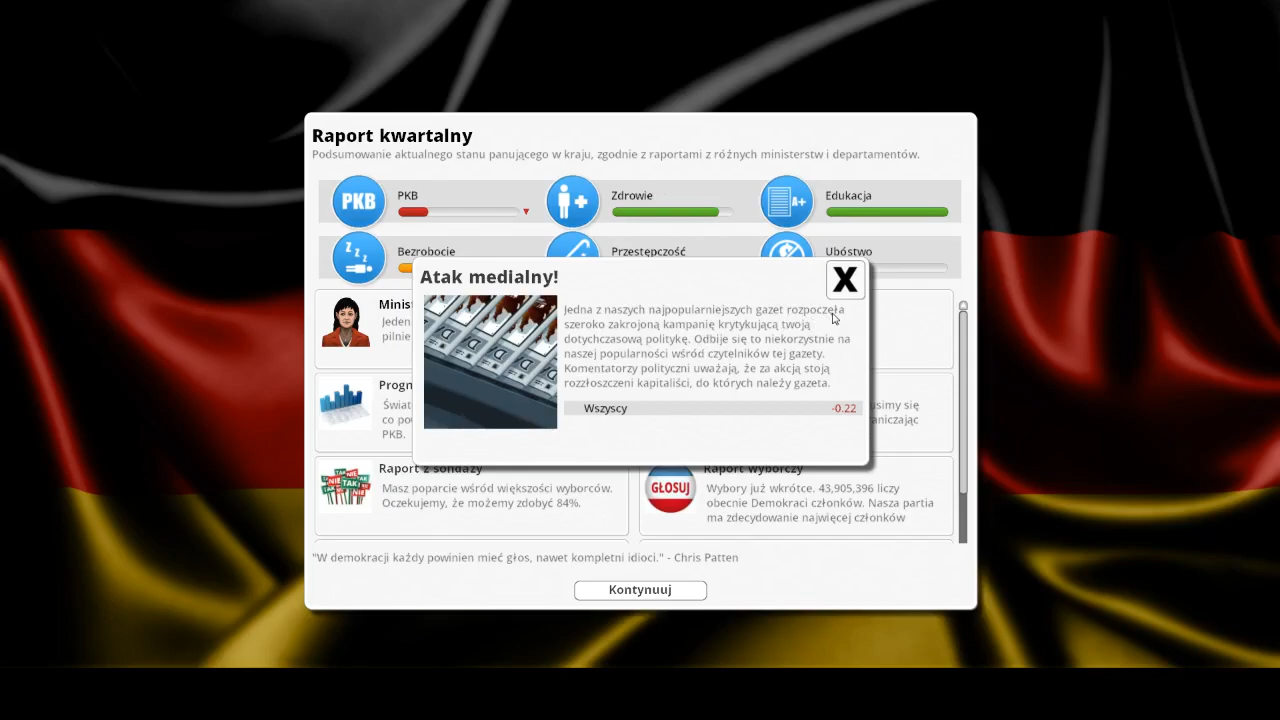 Raport kwartalny
Podsumowanie aktualnego stanu panującego w kraju, zgodnie z raportami z różnych ministerstw i departamentów.
PKB
PKB
Zdrowie
A+
Edukacja
Z Z Z
Bezrobocie
Przestępczość
Ubóstwo
Atak medialny!
X
Jedna z naszych najpopularniejszych gazet rozpoczęła
szeroko zakrojoną kampanię krytykującą twoją
dotychczasową politykę. Odbije się to niekorzystnie na
naszej popularności wśród czytelników tej gazety.
Komentatorzy polityczni uważają, że za akcją stoją
rozzłoszczeni kapitaliści, do których należy gazeta.
Wszyscy -0.22
Jeden
pilnie
Świat
co po
PKB.
usimy się
aniczając
Raport z sondaży
TAK NIE
Masz poparcie wśród większości wyborców.
Oczekujemy, że możemy zdobyć 84%.
Raport wyborczy
GŁOSUJ
Wybory już wkrótce. 43,905,396 liczy
obecnie Demokraci członków. Nasza partia
ma zdecydowanie najwięcej członków
"W demokracji każdy powinien mieć głos, nawet kompletni idioci." - Chris Patten
Kontynuuj